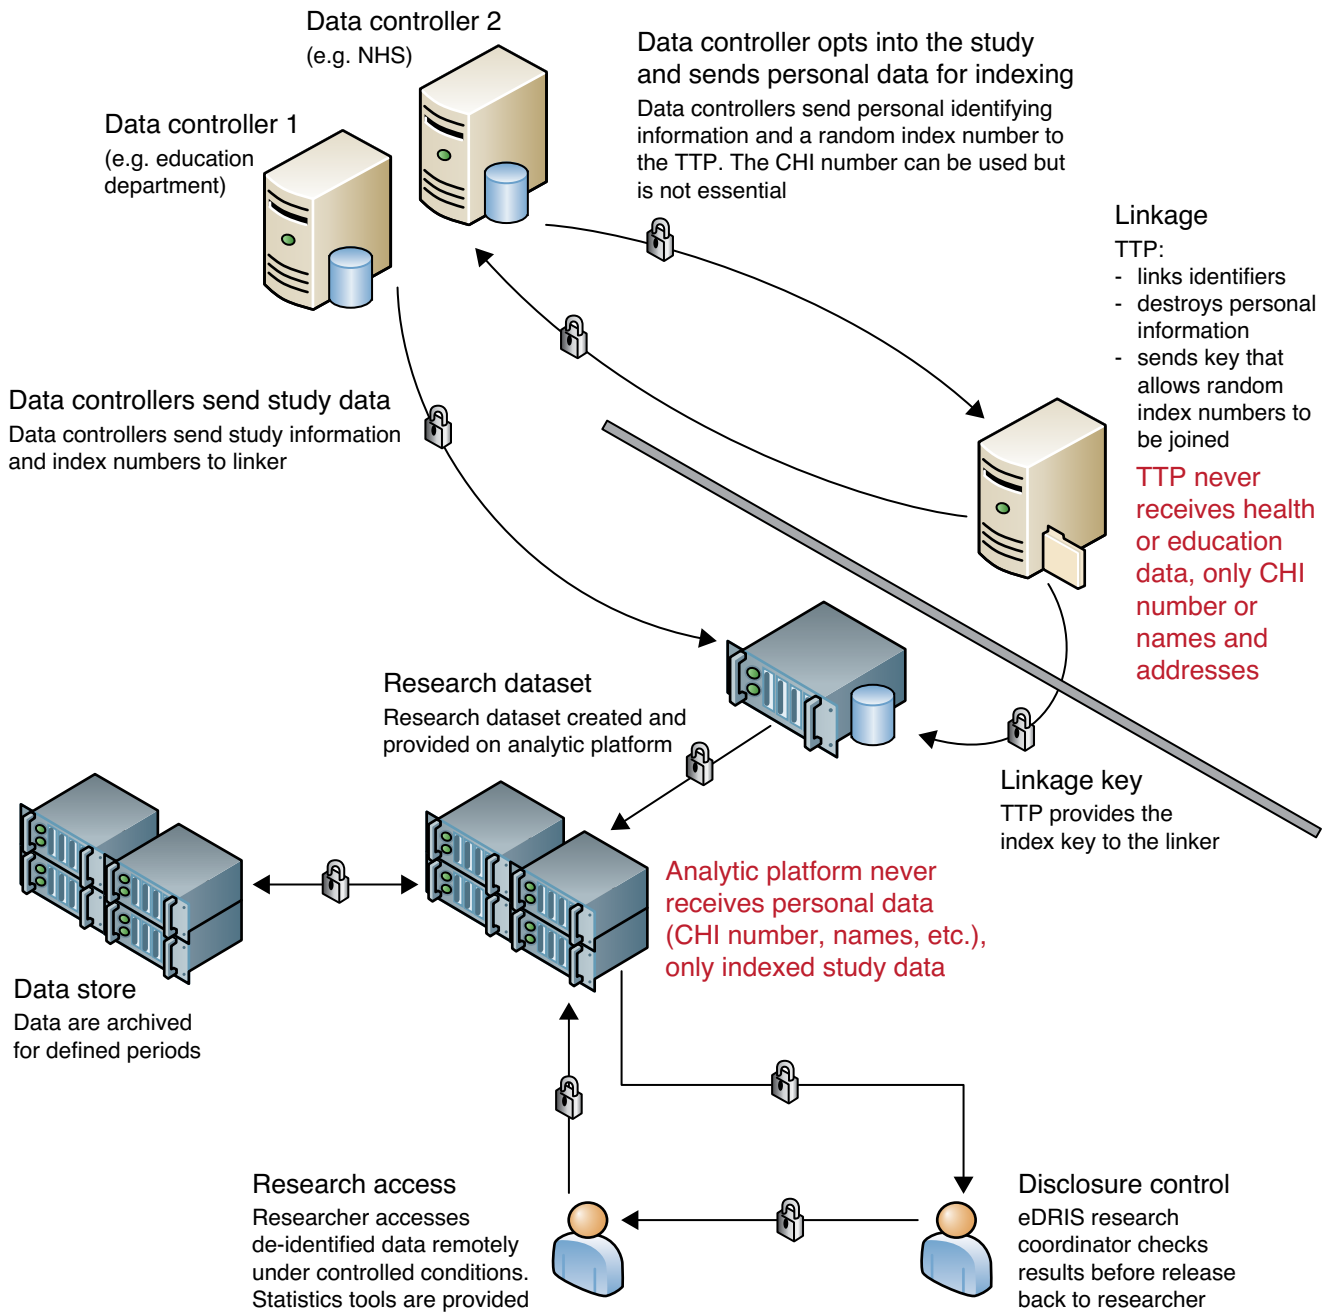 Data controller 2
(e.g. NHS)
Data controller 1
(e.g. education
department)
Data controller opts into the study
and sends personal data for indexing
Data controllers send personal identifying
information and a random index number to
the TTP. The CHI number can be used but
is not essential
Linkage
TTP:
- links identifiers
- destroys personal
information
- sends key that
allows random
index numbers to
be joined
TTP never
receives health
or education
data, only CHI
number or
names and
addresses
Data controllers send study data
Data controllers send study information
and index numbers to linker
Research dataset
Research dataset created and
provided on analytic platform
Linkage key
TTP provides the
index key to the linker
Analytic platform never
receives personal data
(CHI number, names, etc.),
only indexed study data
Data store
Data are archived
for defined periods
Research access
Researcher accesses
de-identified data remotely
under controlled conditions.
Statistics tools are provided
Disclosure control
eDRIS research
coordinator checks
results before release
back to researcher